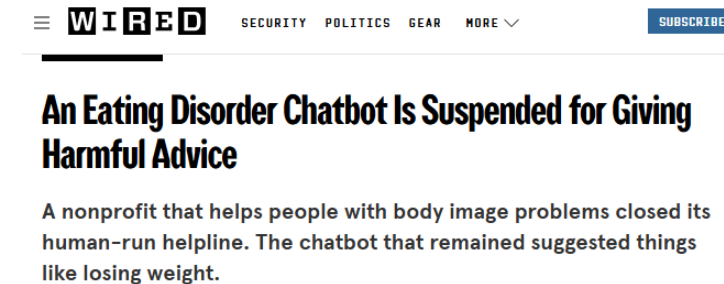 WIRED SECURITY POLITICS GEAR MORE SUBSCRIBE
An Eating Disorder Chatbot Is Suspended for Giving
Harmful Advice
A nonprofit that helps people with body image problems closed its
human-run helpline. The chatbot that remained suggested things
like losing weight.